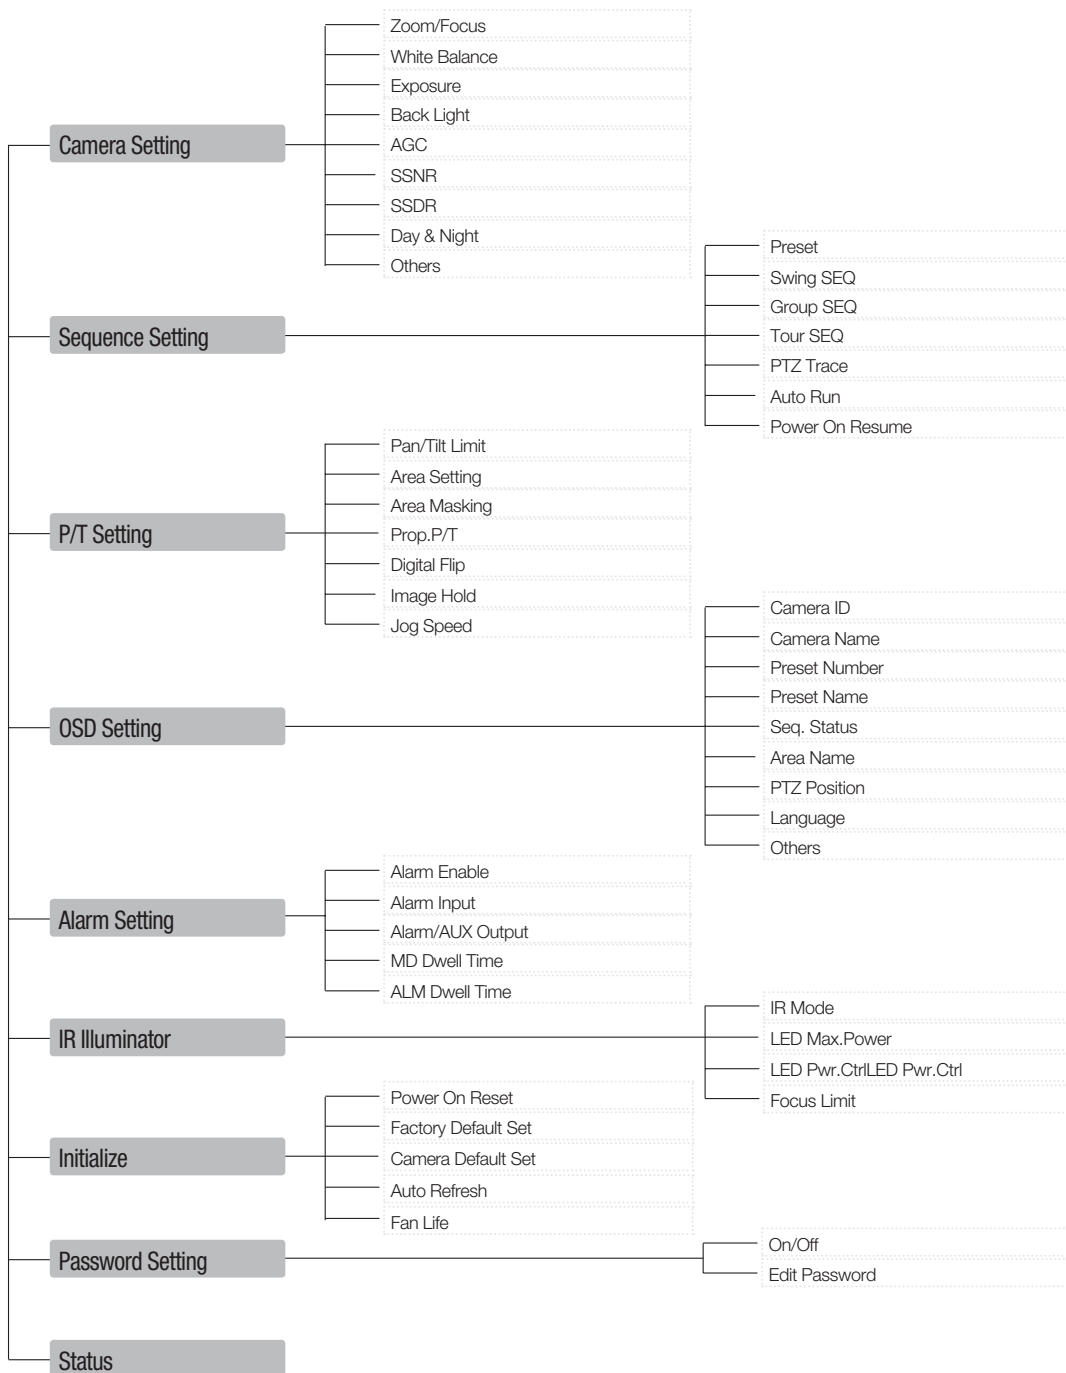 Camera Setting
Zoom/Focus
White Balance
Exposure
Back Light
AGC
SSNR
SSDR
Day & Night
Others
Sequence Setting
Preset
Swing SEQ
Group SEQ
Tour SEQ
PTZ Trace
Auto Run
Power On Resume
P/T Setting
Pan/Tilt Limit
Area Setting
Area Masking
Prop.P/T
Digital Flip
Image Hold
Jog Speed
OSD Setting
Camera ID
Camera Name
Preset Number
Preset Name
Seq. Status
Area Name
PTZ Position
Language
Others
Alarm Setting
Alarm Enable
Alarm Input
Alarm/AUX Output
MD Dwell Time
ALM Dwell Time
IR Illuminator
IR Mode
LED Max.Power
LED Pwr.CtrlLED Pwr.Ctrl
Focus Limit
Initialize
Power On Reset
Factory Default Set
Camera Default Set
Auto Refresh
Fan Life
Password Setting
On/Off
Edit Password
Status